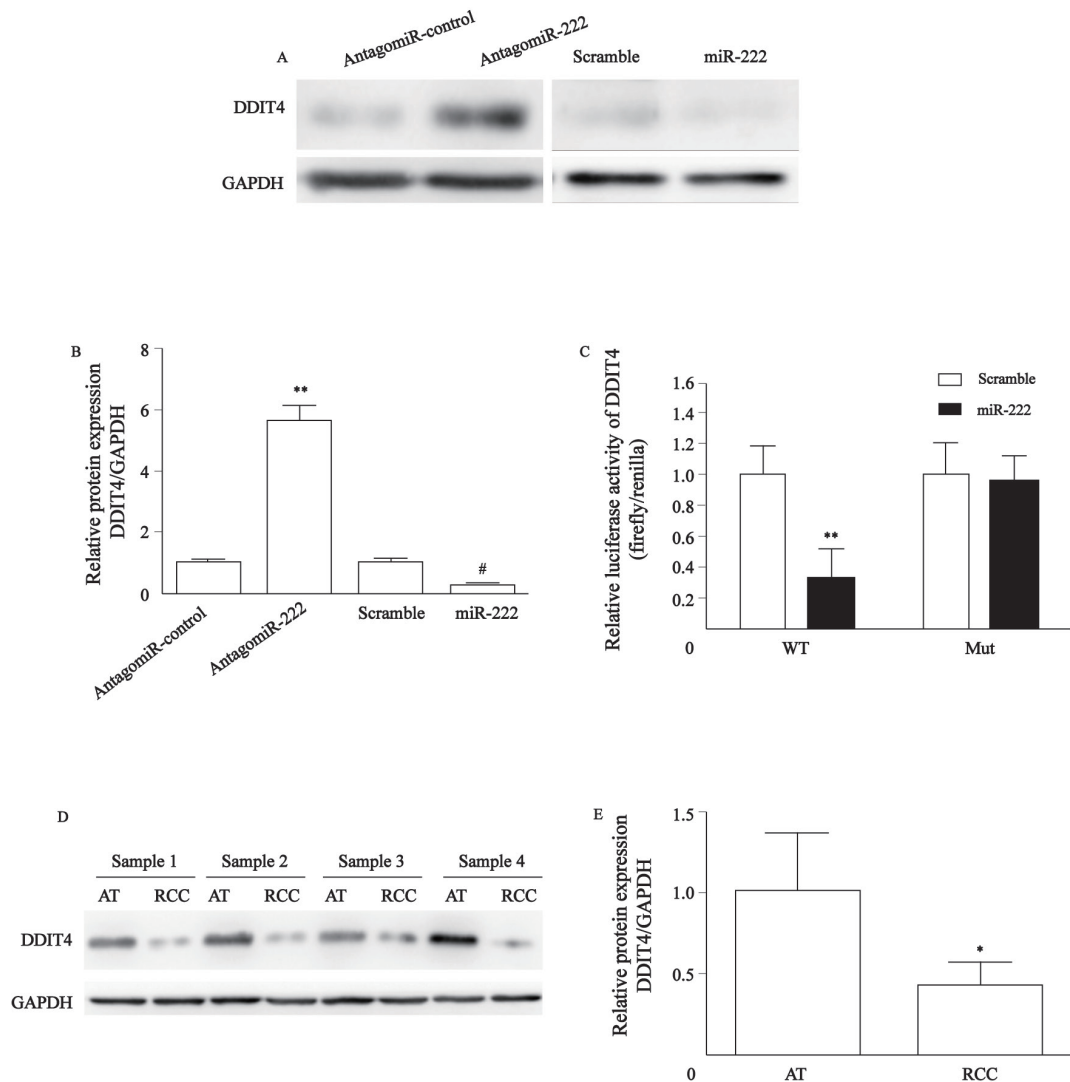 A
AntagomiR-control
AntagomiR-222
Scramble
miR-222
DDIT4
GAPDH
B
Relative protein expression
DDIT4/GAPDH
8
6
4
2
0
**
#
AntagomiR-control
AntagomiR-222
Scramble
miR-222
C
Relative luciferase activity of DDIT4
(firefly/renilla)
1.6
1.4
1.2
1.0
0.8
0.6
0.4
0.2
0
Scramble
miR-222
**
WT
Mut
D
Sample 1 Sample 2 Sample 3 Sample 4
AT RCC AT RCC AT RCC AT RCC
DDIT4
GAPDH
E
Relative protein expression
DDIT4/GAPDH
1.5
1.0
0.5
0
*
AT
RCC